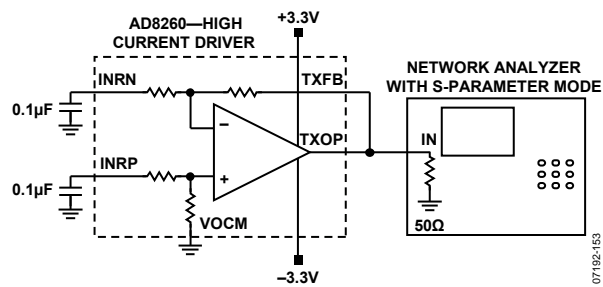 AD8260—HIGH
CURRENT DRIVER
+3.3V
INRN
TXFB
NETWORK ANALYZER
WITH S-PARAMETER MODE
0.1µF
–
TXOP
IN
INRP
+
0.1µF
VOCM
50Ω
–3.3V
07192-153